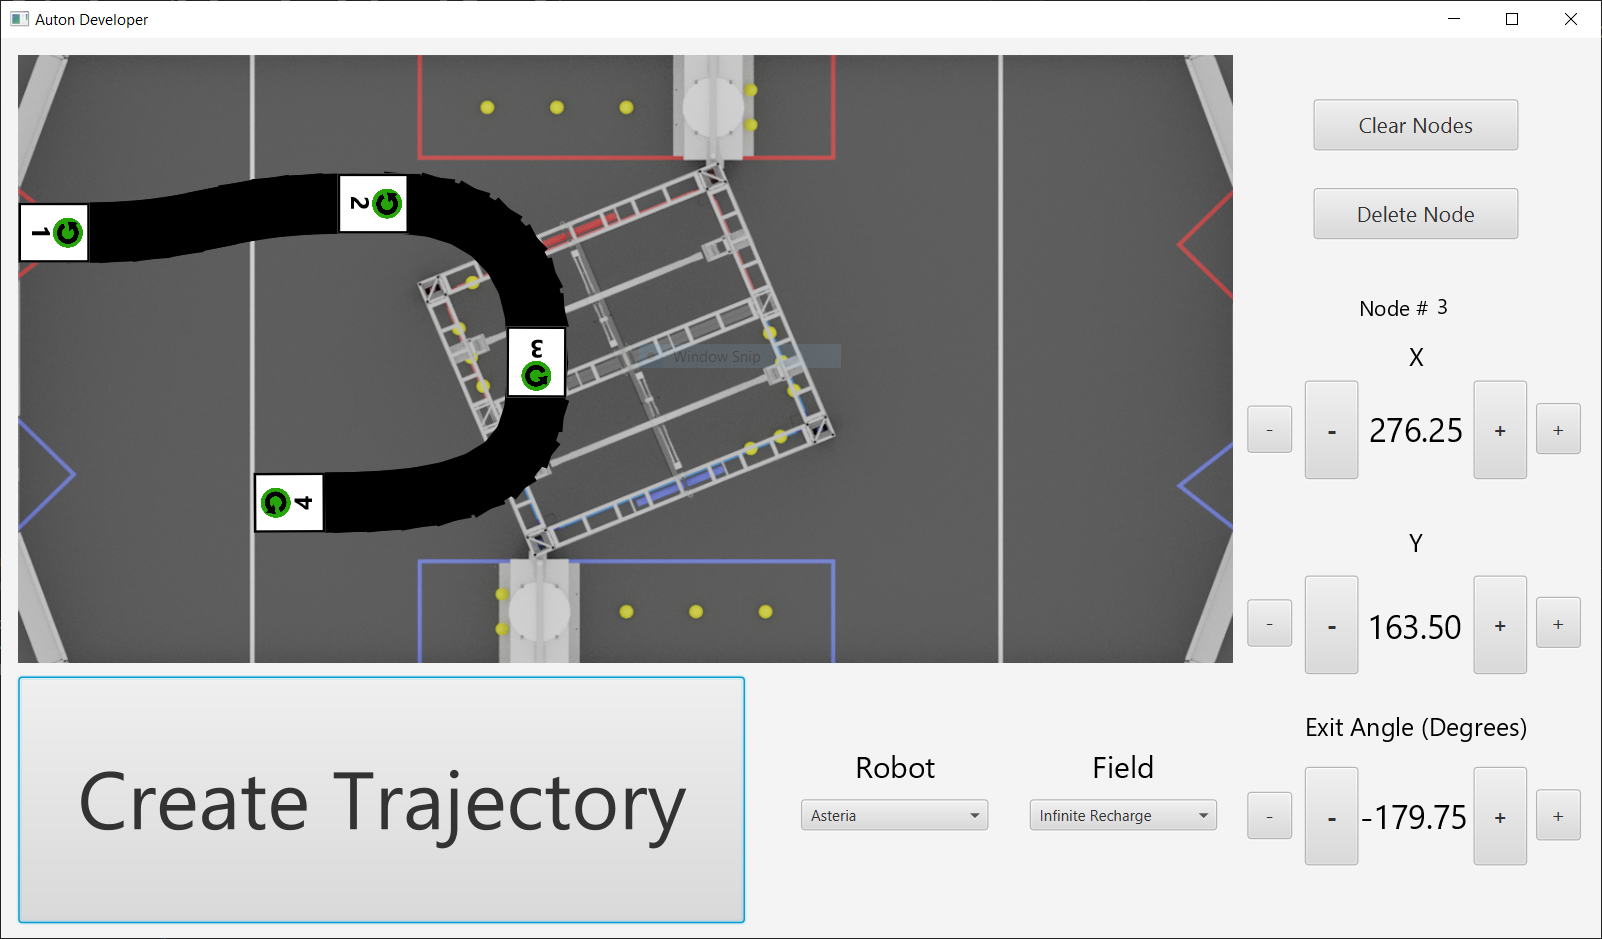 Auton Developer
1
2
3
4
Window Snip
Clear Nodes
Delete Node
Node # 3
X
- - 276.25 + +
Y
- - 163.50 + +
Exit Angle (Degrees)
- - -179.75 + +
Create Trajectory
Robot
Asteria
Field
Infinite Recharge